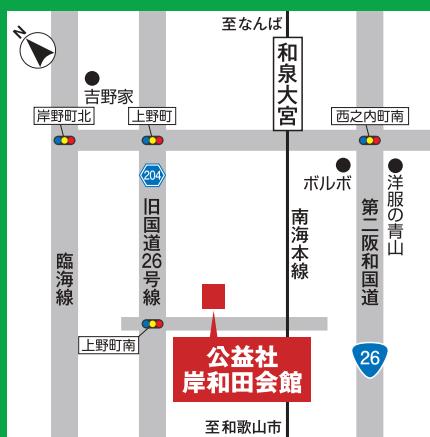 N
至なんば
和泉大宮
吉野家
岸野町北
上野町
西之内町南
204
ボルボ
洋服の青山
臨海線
旧国道26号線
南海本線
第二阪和国道
上野町南
公益社
岸和田会館
26
至和歌山市